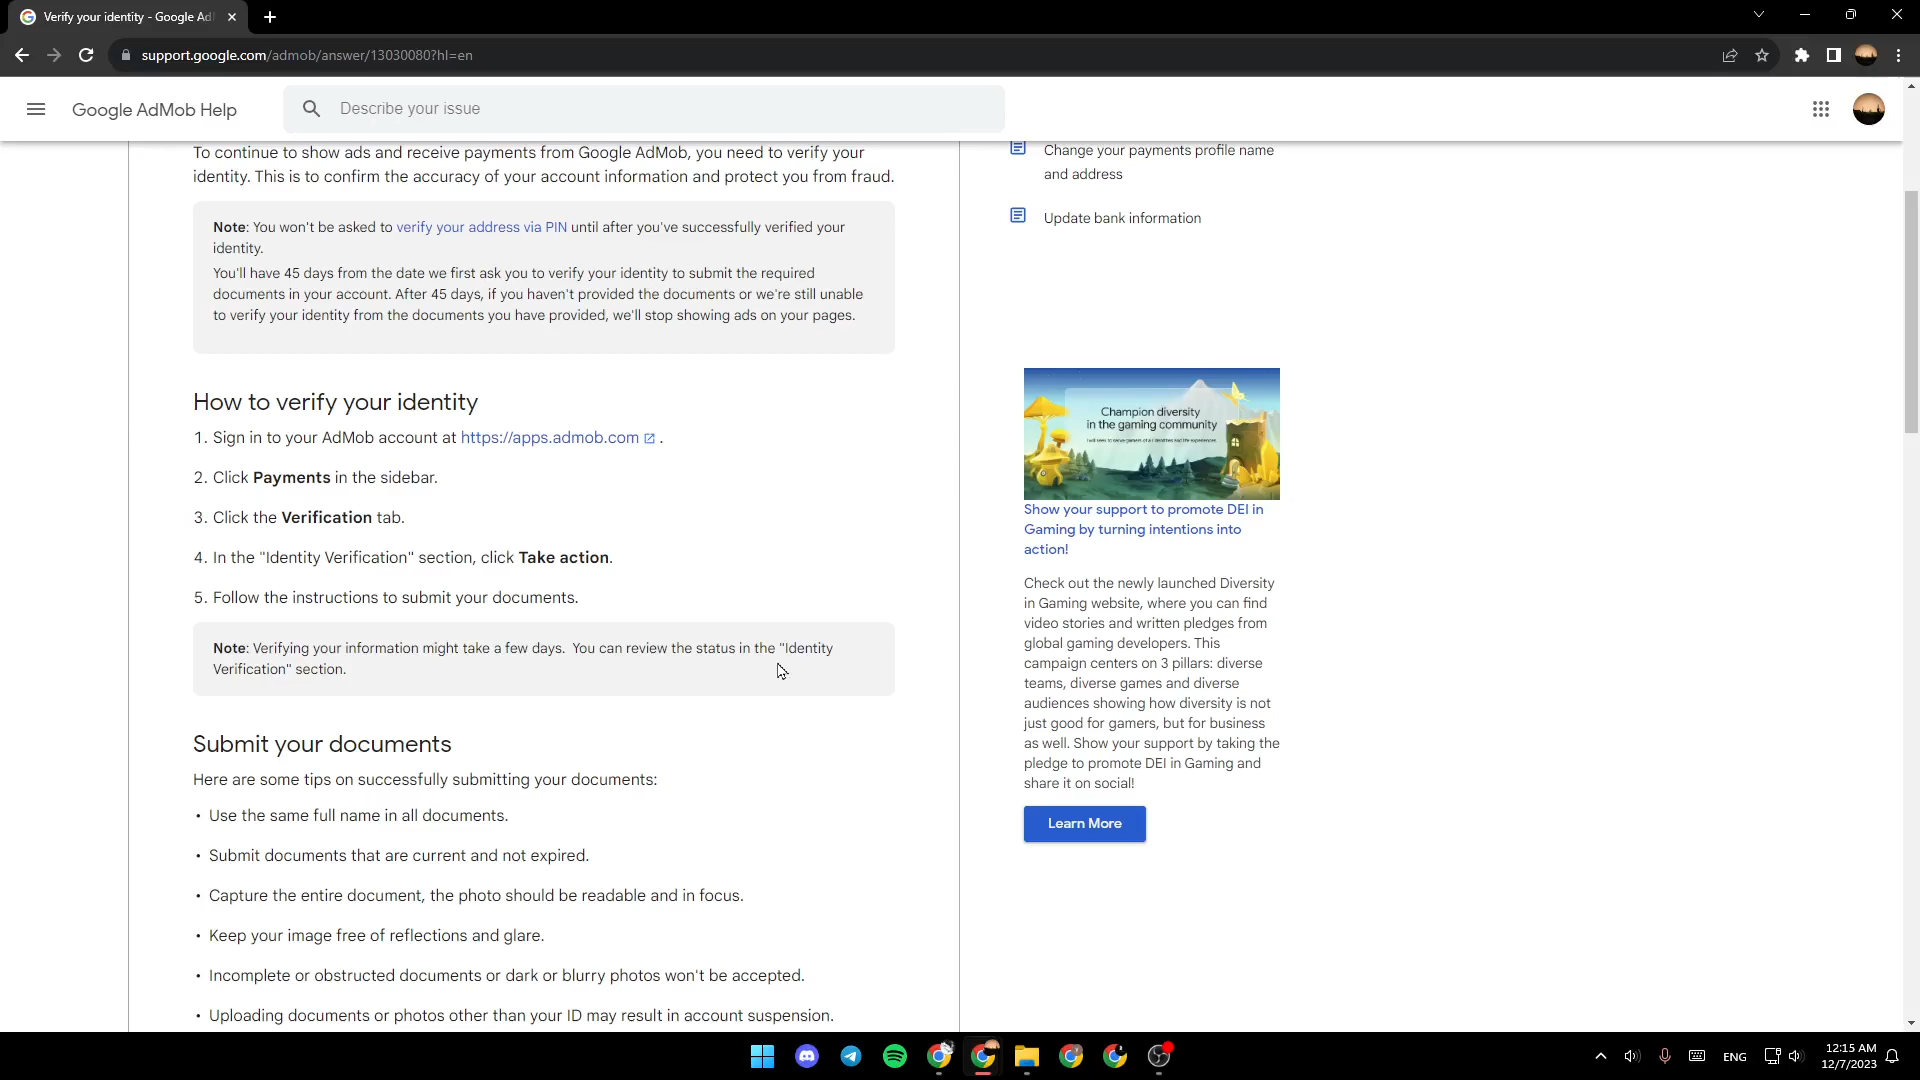 Verify your identity - Google Ad
support.google.com/admob/answer/13030080?hl=en
Google AdMob Help
Describe your issue
To continue to show ads and receive payments from Google AdMob, you need to verify your
identity. This is to confirm the accuracy of your account information and protect you from fraud.
Note: You won't be asked to verify your address via PIN until after you've successfully verified your
identity.
You'll have 45 days from the date we first ask you to verify your identity to submit the required
documents in your account. After 45 days, if you haven't provided the documents or we're still unable
to verify your identity from the documents you have provided, we'll stop showing ads on your pages.
How to verify your identity
1. Sign in to your AdMob account at https://apps.admob.com .
2. Click Payments in the sidebar.
3. Click the Verification tab.
4. In the "Identity Verification" section, click Take action.
5. Follow the instructions to submit your documents.
Note: Verifying your information might take a few days. You can review the status in the "Identity
Verification" section.
Submit your documents
Here are some tips on successfully submitting your documents:
• Use the same full name in all documents.
• Submit documents that are current and not expired.
• Capture the entire document, the photo should be readable and in focus.
• Keep your image free of reflections and glare.
• Incomplete or obstructed documents or dark or blurry photos won't be accepted.
• Uploading documents or photos other than your ID may result in account suspension.
Change your payments profile name
and address
Update bank information
Champion diversity
in the gaming community
Show your support to promote DEI in
Gaming by turning intentions into
action!
Check out the newly launched Diversity
in Gaming website, where you can find
video stories and written pledges from
global gaming developers. This
campaign centers on 3 pillars: diverse
teams, diverse games and diverse
audiences showing how diversity is not
just good for gamers, but for business
as well. Show your support by taking the
pledge to promote DEI in Gaming and
share it on social!
Learn More
ENG
12:15 AM
12/7/2023